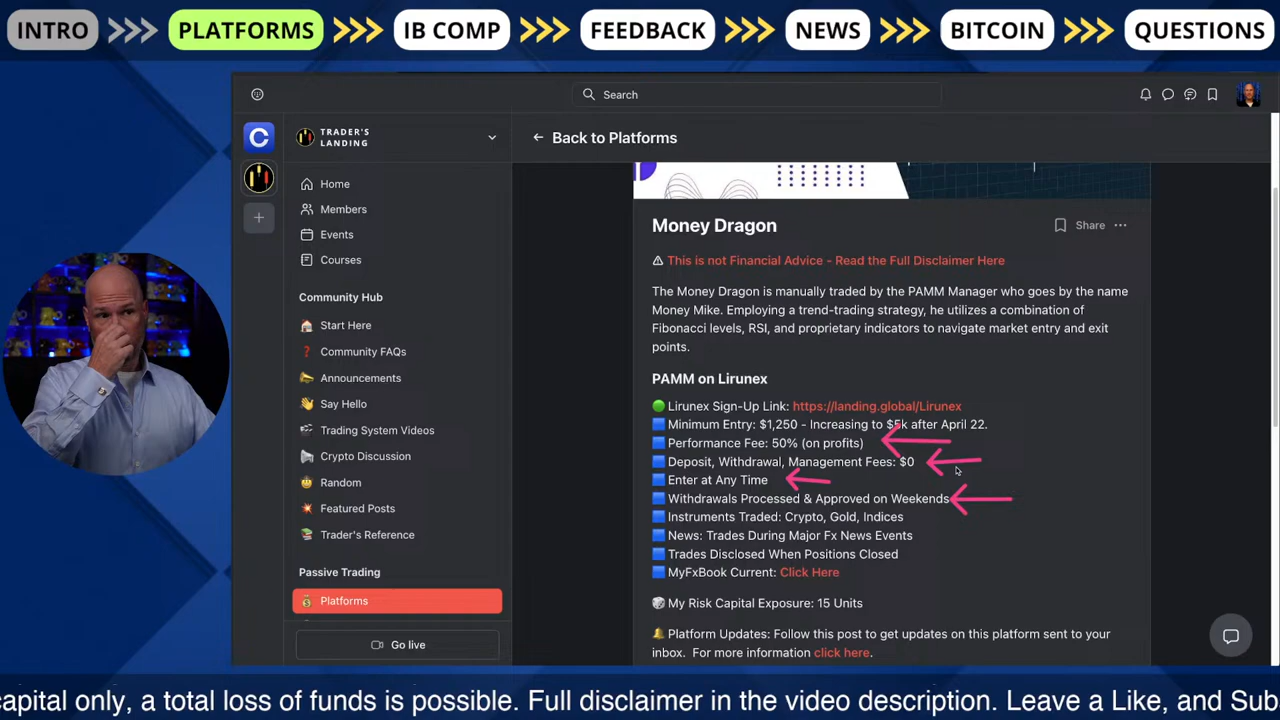 INTRO
PLATFORMS
IB COMP
FEEDBACK
NEWS
BITCOIN
QUESTIONS
Search
TRADER'S
LANDING
← Back to Platforms
Home
Members
Events
Courses
Community Hub
Start Here
Community FAQs
Announcements
Say Hello
Trading System Videos
Crypto Discussion
Random
Featured Posts
Trader's Reference
Passive Trading
Platforms
Go live
Money Dragon
Share
This is not Financial Advice - Read the Full Disclaimer Here
The Money Dragon is manually traded by the PAMM Manager who goes by the name
Money Mike. Employing a trend-trading strategy, he utilizes a combination of
Fibonacci levels, RSI, and proprietary indicators to navigate market entry and exit
points.
PAMM on Lirunex
Lirunex Sign-Up Link: https://landing.global/Lirunex
Minimum Entry: $1,250 - Increasing to $5k after April 22.
Performance Fee: 50% (on profits)
Deposit, Withdrawal, Management Fees: $0
Enter at Any Time
Withdrawals Processed & Approved on Weekends
Instruments Traded: Crypto, Gold, Indices
News: Trades During Major Fx News Events
Trades Disclosed When Positions Closed
MyFxBook Current: Click Here
My Risk Capital Exposure: 15 Units
Platform Updates: Follow this post to get updates on this platform sent to your
inbox. For more information click here.
capital only, a total loss of funds is possible. Full disclaimer in the video description. Leave a Like, and Sub